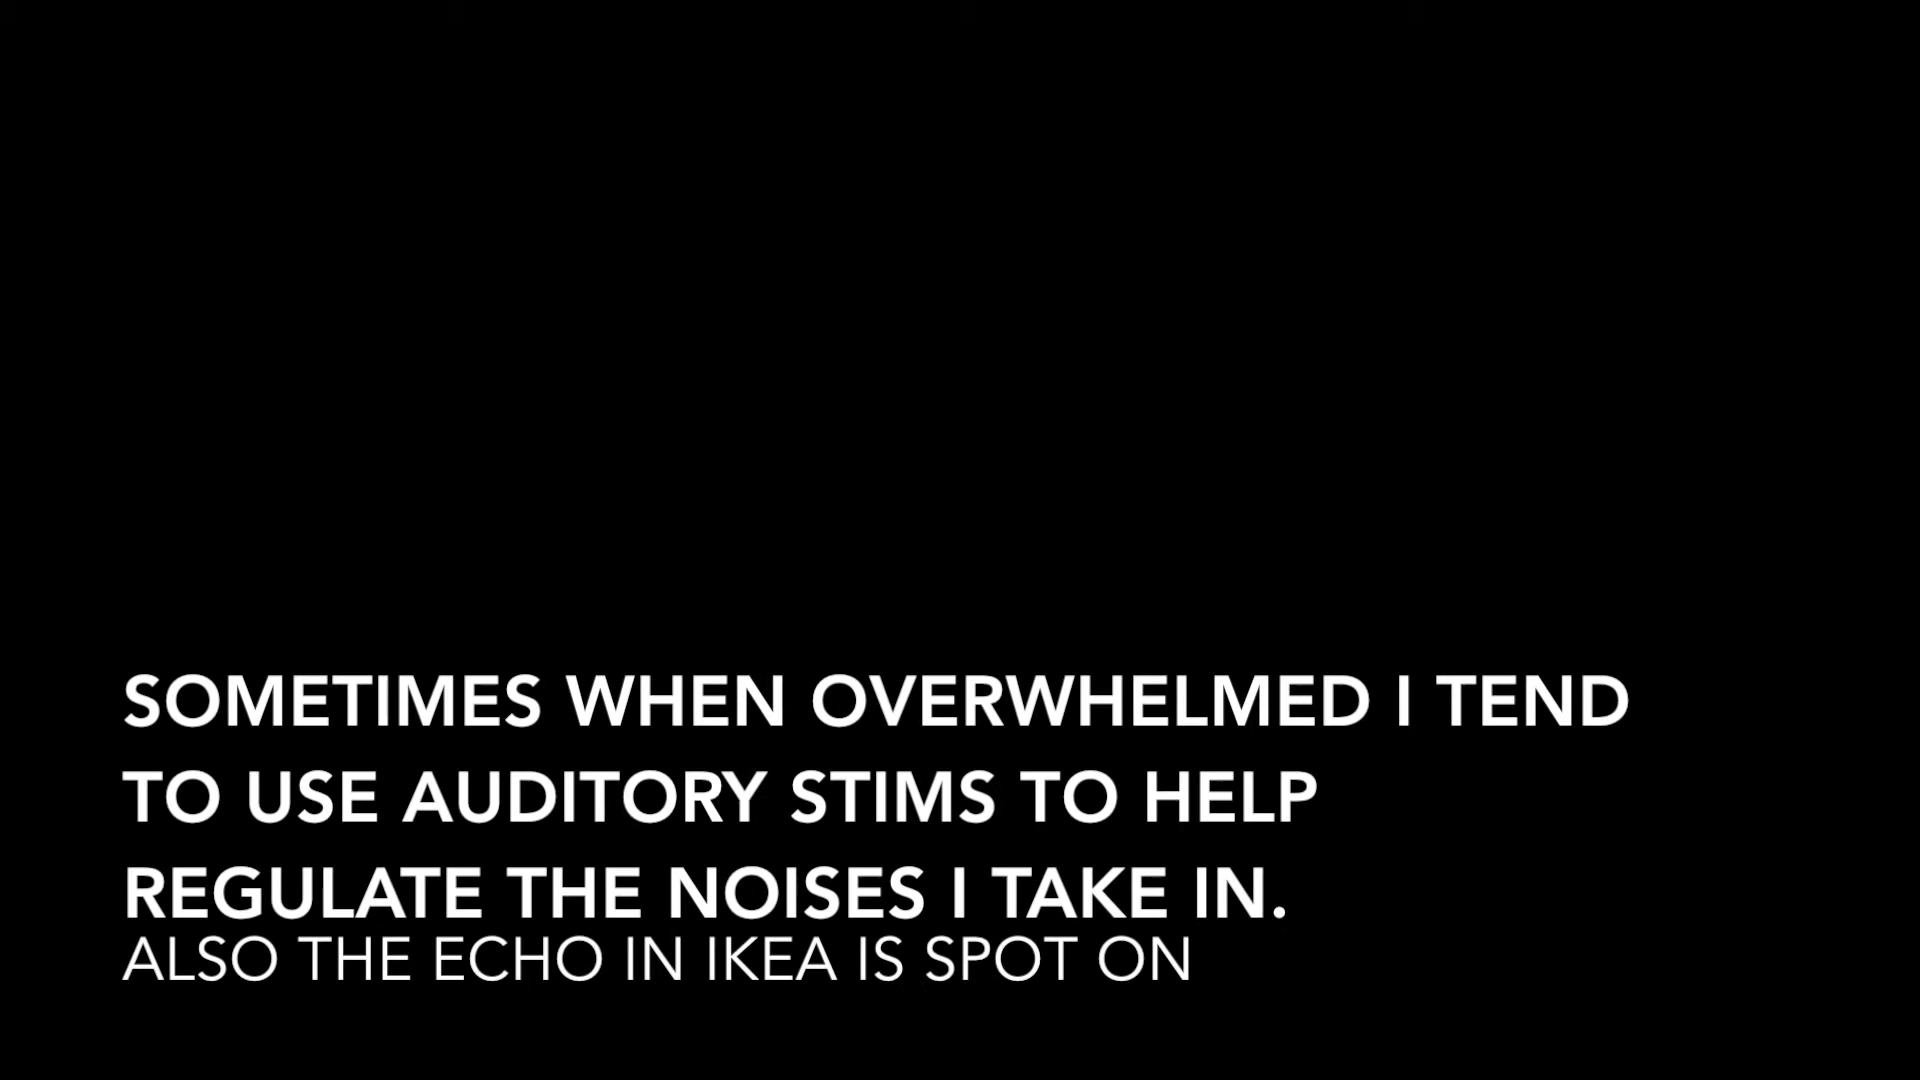 SOMETIMES WHEN OVERWHELMED I TEND
TO USE AUDITORY STIMS TO HELP
REGULATE THE NOISES I TAKE IN.
ALSO THE ECHO IN IKEA IS SPOT ON